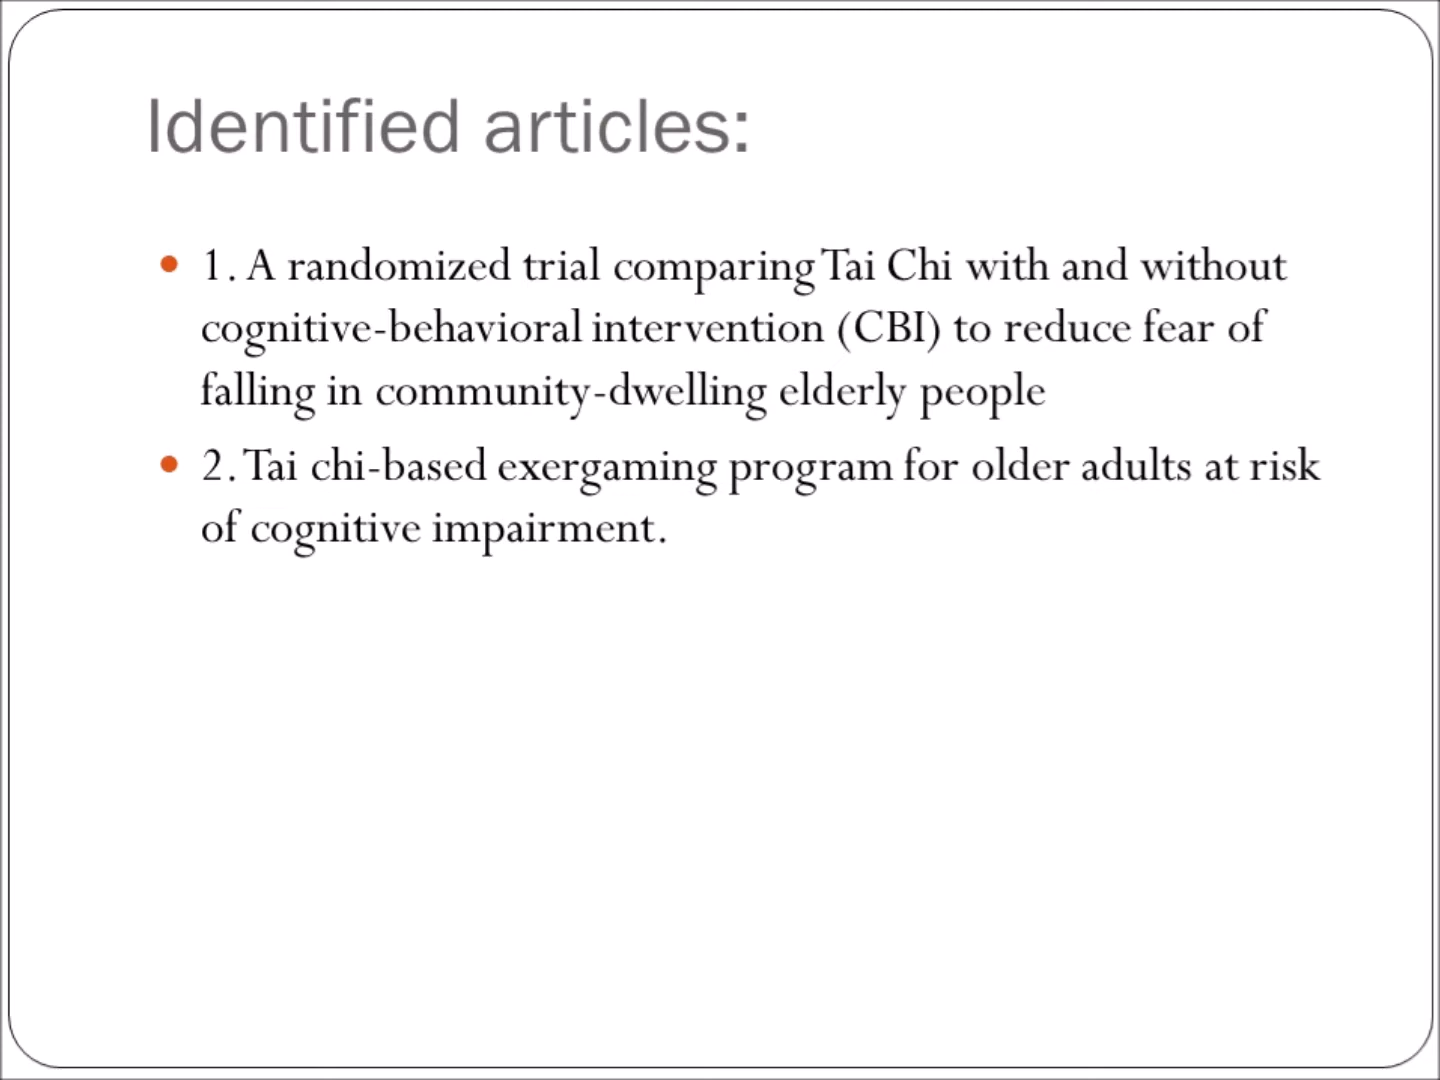 Identified articles:
• 1. A randomized trial comparing Tai Chi with and without
cognitive-behavioral intervention (CBI) to reduce fear of
falling in community-dwelling elderly people
• 2. Tai chi-based exergaming program for older adults at risk
of cognitive impairment.